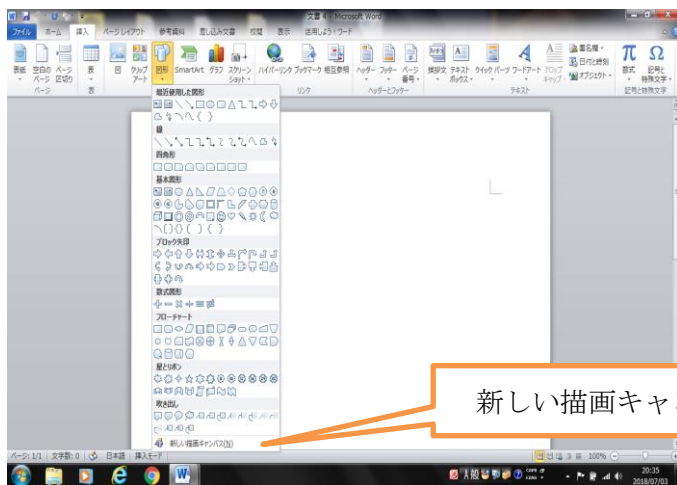 文書 4 - Microsoft Word
ファイル ホーム 挿入 ページ レイアウト 参考資料 差し込み文書 校閲 表示 活用しよう!ワード
表紙 空白の ページ 表 図 クリップ 図形 SmartArt グラフ スクリーン ハイパーリンク ブックマーク 相互参照 ヘッダー フッター ページ 挨拶文 テキスト クイック パーツ ワードアート ドロップ 署名欄 数式 記号と
ページ 区切り アート ショット 番号 ボックス キャップ 日付と時刻 特殊文字
オブジェクト
ページ 表 リンク ヘッダーとフッター テキスト 記号と特殊文字
最近使用した図形
線
四角形
基本図形
ブロック矢印
数式図形
フローチャート
星とリボン
吹き出し
新しい描画キャンバス(N)
新しい描画キャ
ページ: 1/1 文字数: 0 日本語 挿入モード 100%
A 般
20:35
2018/07/03